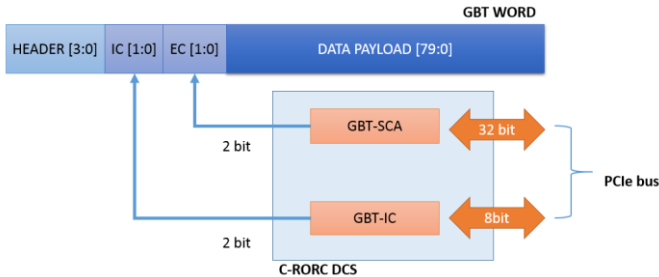 GBT WORD
HEADER [3:0] IC [1:0] EC [1:0] DATA PAYLOAD [79:0]
GBT-SCA
32 bit
2 bit
PCIe bus
GBT-IC
8bit
2 bit
C-RORC DCS